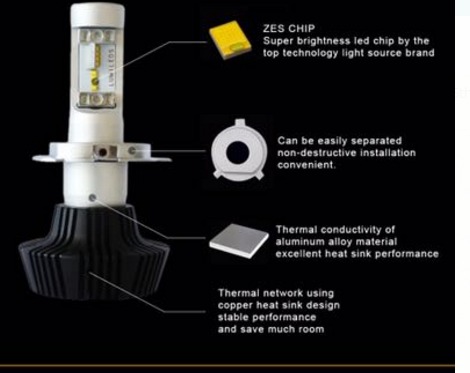 ZES CHIP
Super brightness led chip by the
top technology light source brand
LUMILEDS
Can be easily separated
non-destructive installation
convenient.
Thermal conductivity of
aluminum alloy material
excellent heat sink performance
Thermal network using
copper heat sink design
stable performance
and save much room